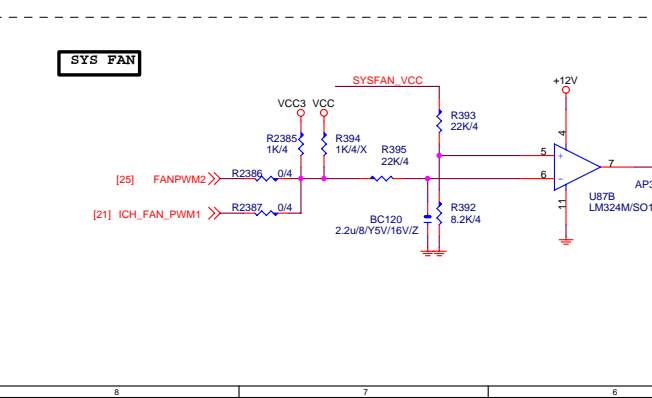 SYS FAN
SYSFAN_VCC
+12V
VCC3 VCC
R2385
1K/4
R394
1K/4/X
R393
22K/4
R395
22K/4
4
5
+
7
6
-
11
[25] FANPWM2
R2386 0/4
[21] ICH_FAN_PWM1
R2387 0/4
BC120
2.2u/8/Y5V/16V/Z
R392
8.2K/4
AP3
U87B
LM324M/SO1
8 7 6